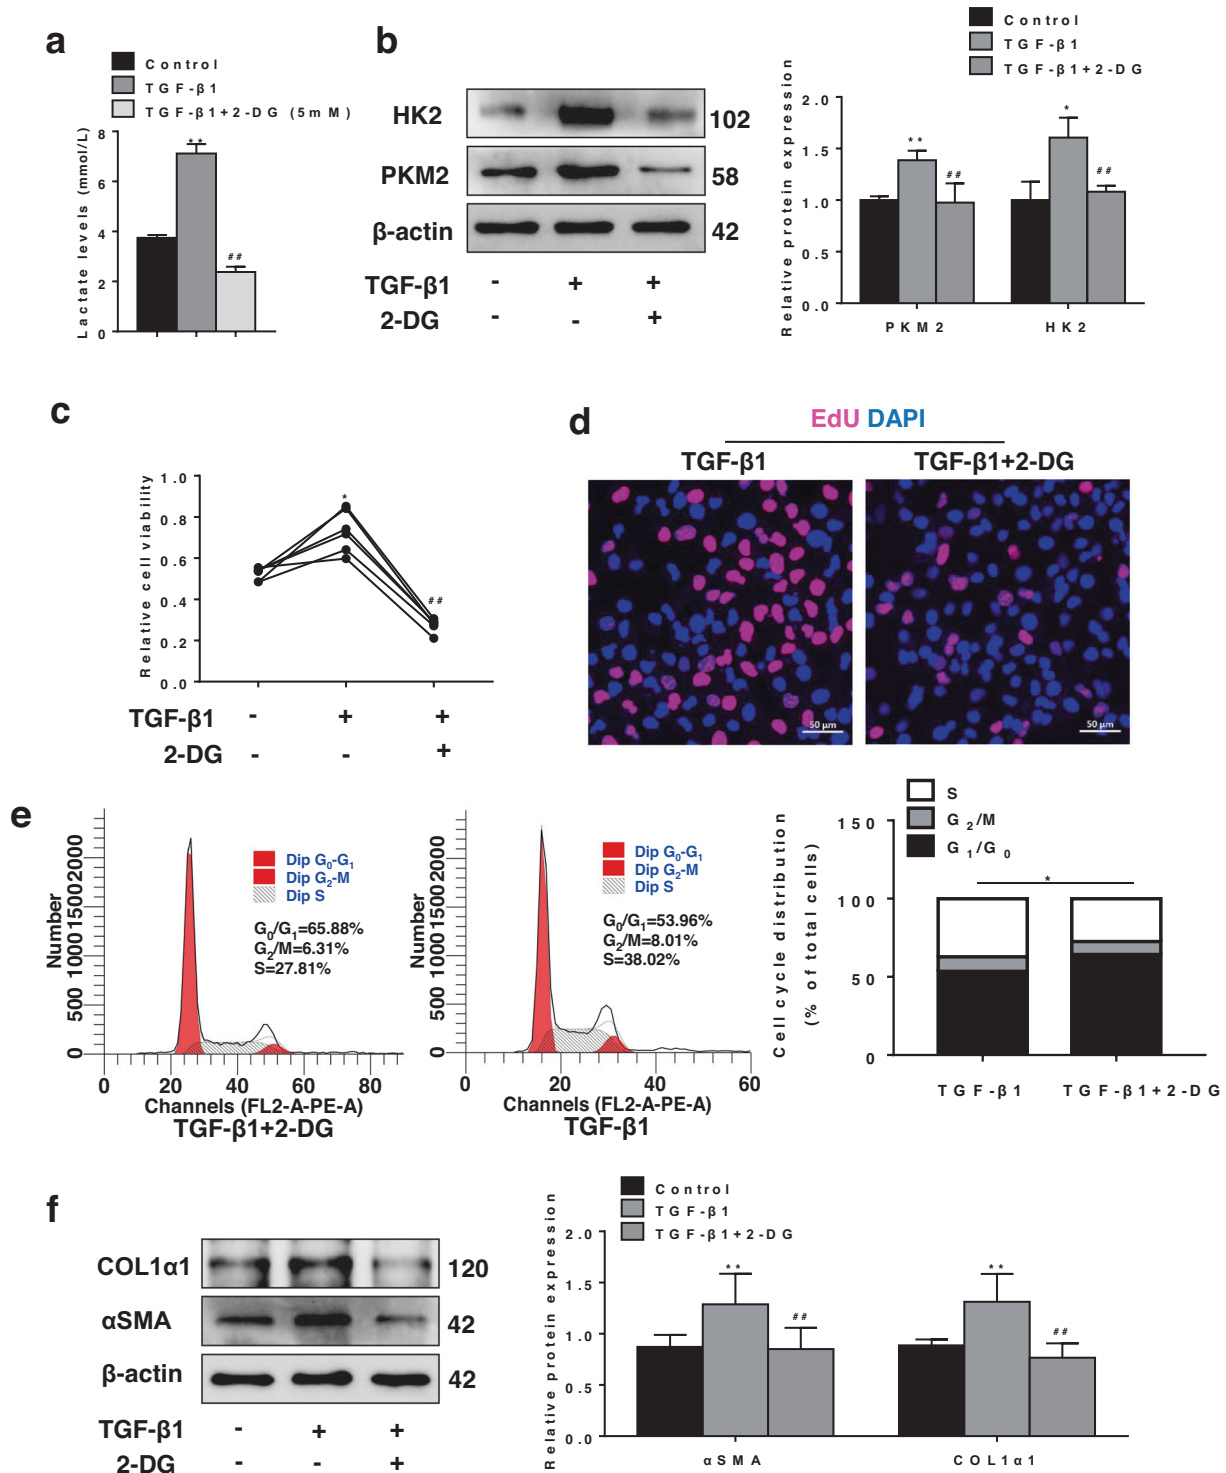 a
Control
TGF-β1
TGF-β1+2-DG (5mM)
Lactate levels (mmol/L)
8
6
4
2
0
**
##
b
HK2
102
PKM2
58
β-actin
42
TGF-β1 - + +
2-DG - - +
Control
TGF-β1
TGF-β1+2-DG
Relative protein expression
2.0
1.5
1.0
0.5
0.0
**
##
*
##
PKM2
HK2
c
Relative cell viability
1.0
0.8
0.6
0.4
0.2
0.0
*
##
TGF-β1 - + +
2-DG - - +
d
EdU DAPI
TGF-β1
TGF-β1+2-DG
50 μm
50 μm
e
Number
2000
1500
1000
500
0
Dip G0-G1
Dip G2-M
Dip S
G0/G1=65.88%
G2/M=6.31%
S=27.81%
0 20 40 60 80
Channels (FL2-A-PE-A)
TGF-β1+2-DG
Number
2000
1500
1000
500
0
Dip G0-G1
Dip G2-M
Dip S
G0/G1=53.96%
G2/M=8.01%
S=38.02%
0 20 40 60
Channels (FL2-A-PE-A)
TGF-β1
S
G2/M
G1/G0
Cell cycle distribution
(% of total cells)
150
100
50
0
*
TGF-β1
TGF-β1+2-DG
f
COL1α1
120
αSMA
42
β-actin
42
TGF-β1 - + +
2-DG - - +
Control
TGF-β1
TGF-β1+2-DG
Relative protein expression
2.0
1.5
1.0
0.5
0.0
**
##
**
##
αSMA
COL1α1